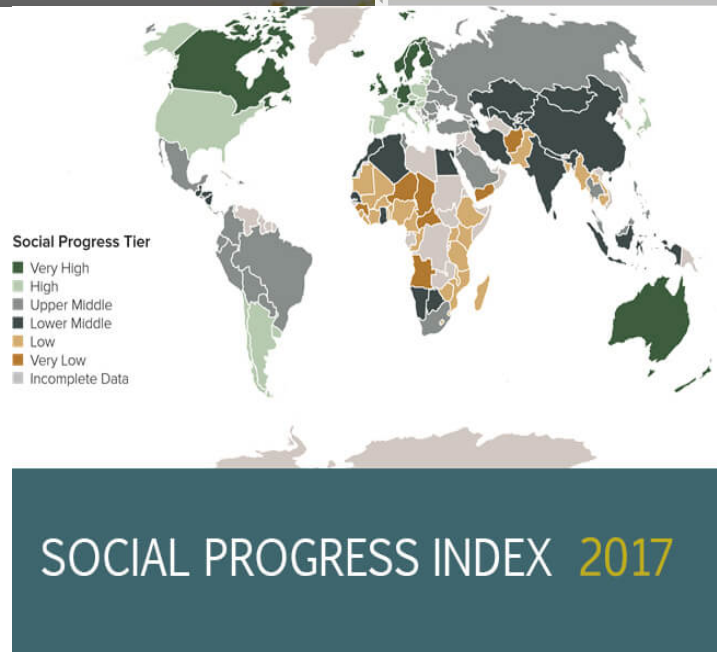 Social Progress Tier
Very High
High
Upper Middle
Lower Middle
Low
Very Low
Incomplete Data
SOCIAL PROGRESS INDEX 2017